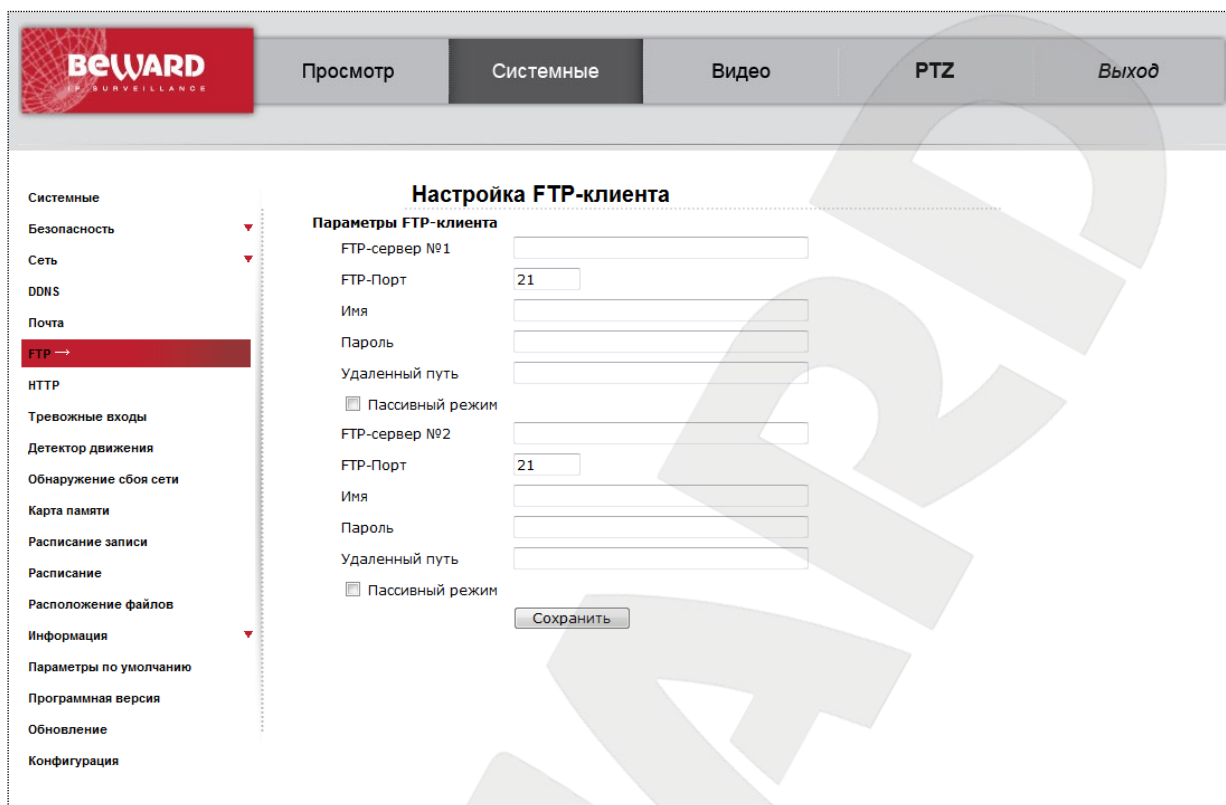 BEWARD
IP SURVEILLANCE
Просмотр
Системные
Видео
PTZ
Выход
Системные
Безопасность
Сеть
DDNS
Почта
FTP →
HTTP
Тревожные входы
Детектор движения
Обнаружение сбоя сети
Карта памяти
Расписание записи
Расписание
Расположение файлов
Информация
Параметры по умолчанию
Программная версия
Обновление
Конфигурация
Настройка FTP-клиента
Параметры FTP-клиента
FTP-сервер №1
FTP-Порт 21
Имя
Пароль
Удаленный путь
Пассивный режим
FTP-сервер №2
FTP-Порт 21
Имя
Пароль
Удаленный путь
Пассивный режим
Сохранить
WARD